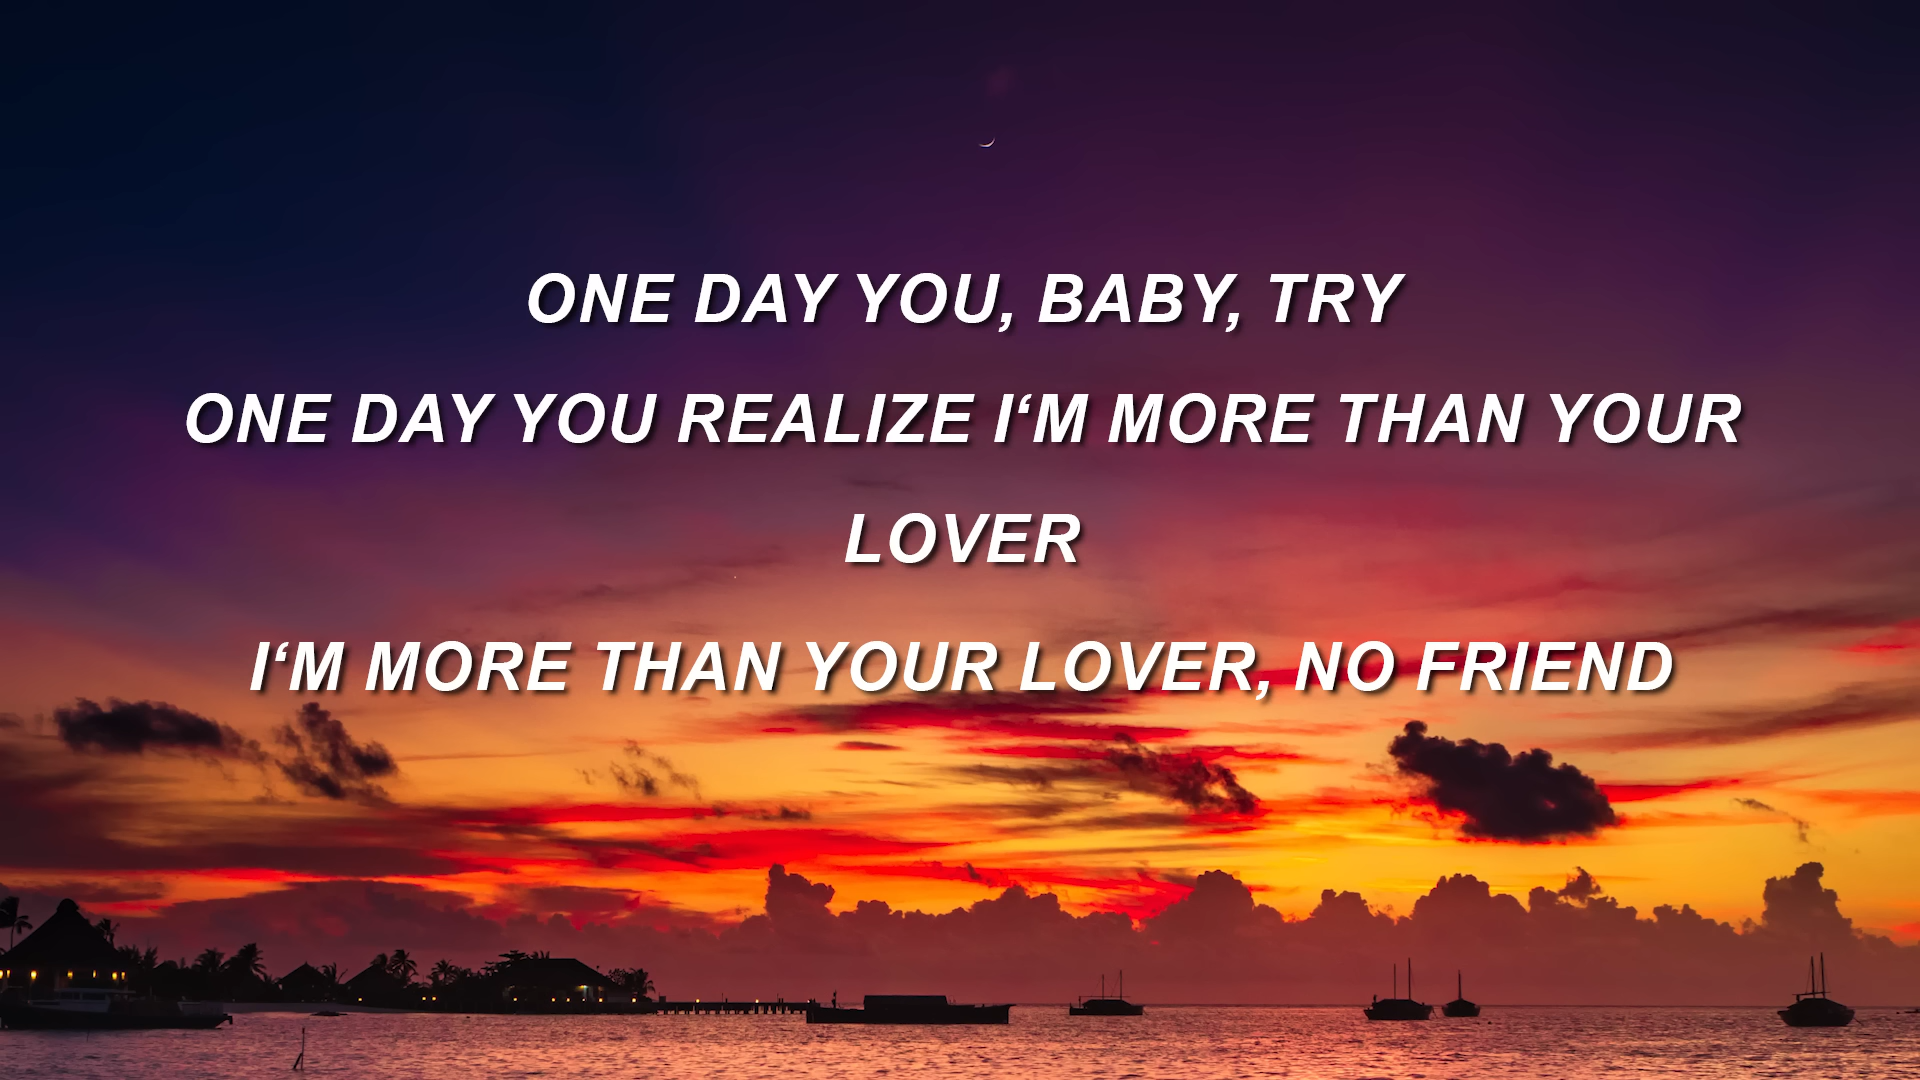 ONE DAY YOU, BABY, TRY
ONE DAY YOU REALIZE I‘M MORE THAN YOUR
LOVER
I‘M MORE THAN YOUR LOVER, NO FRIEND